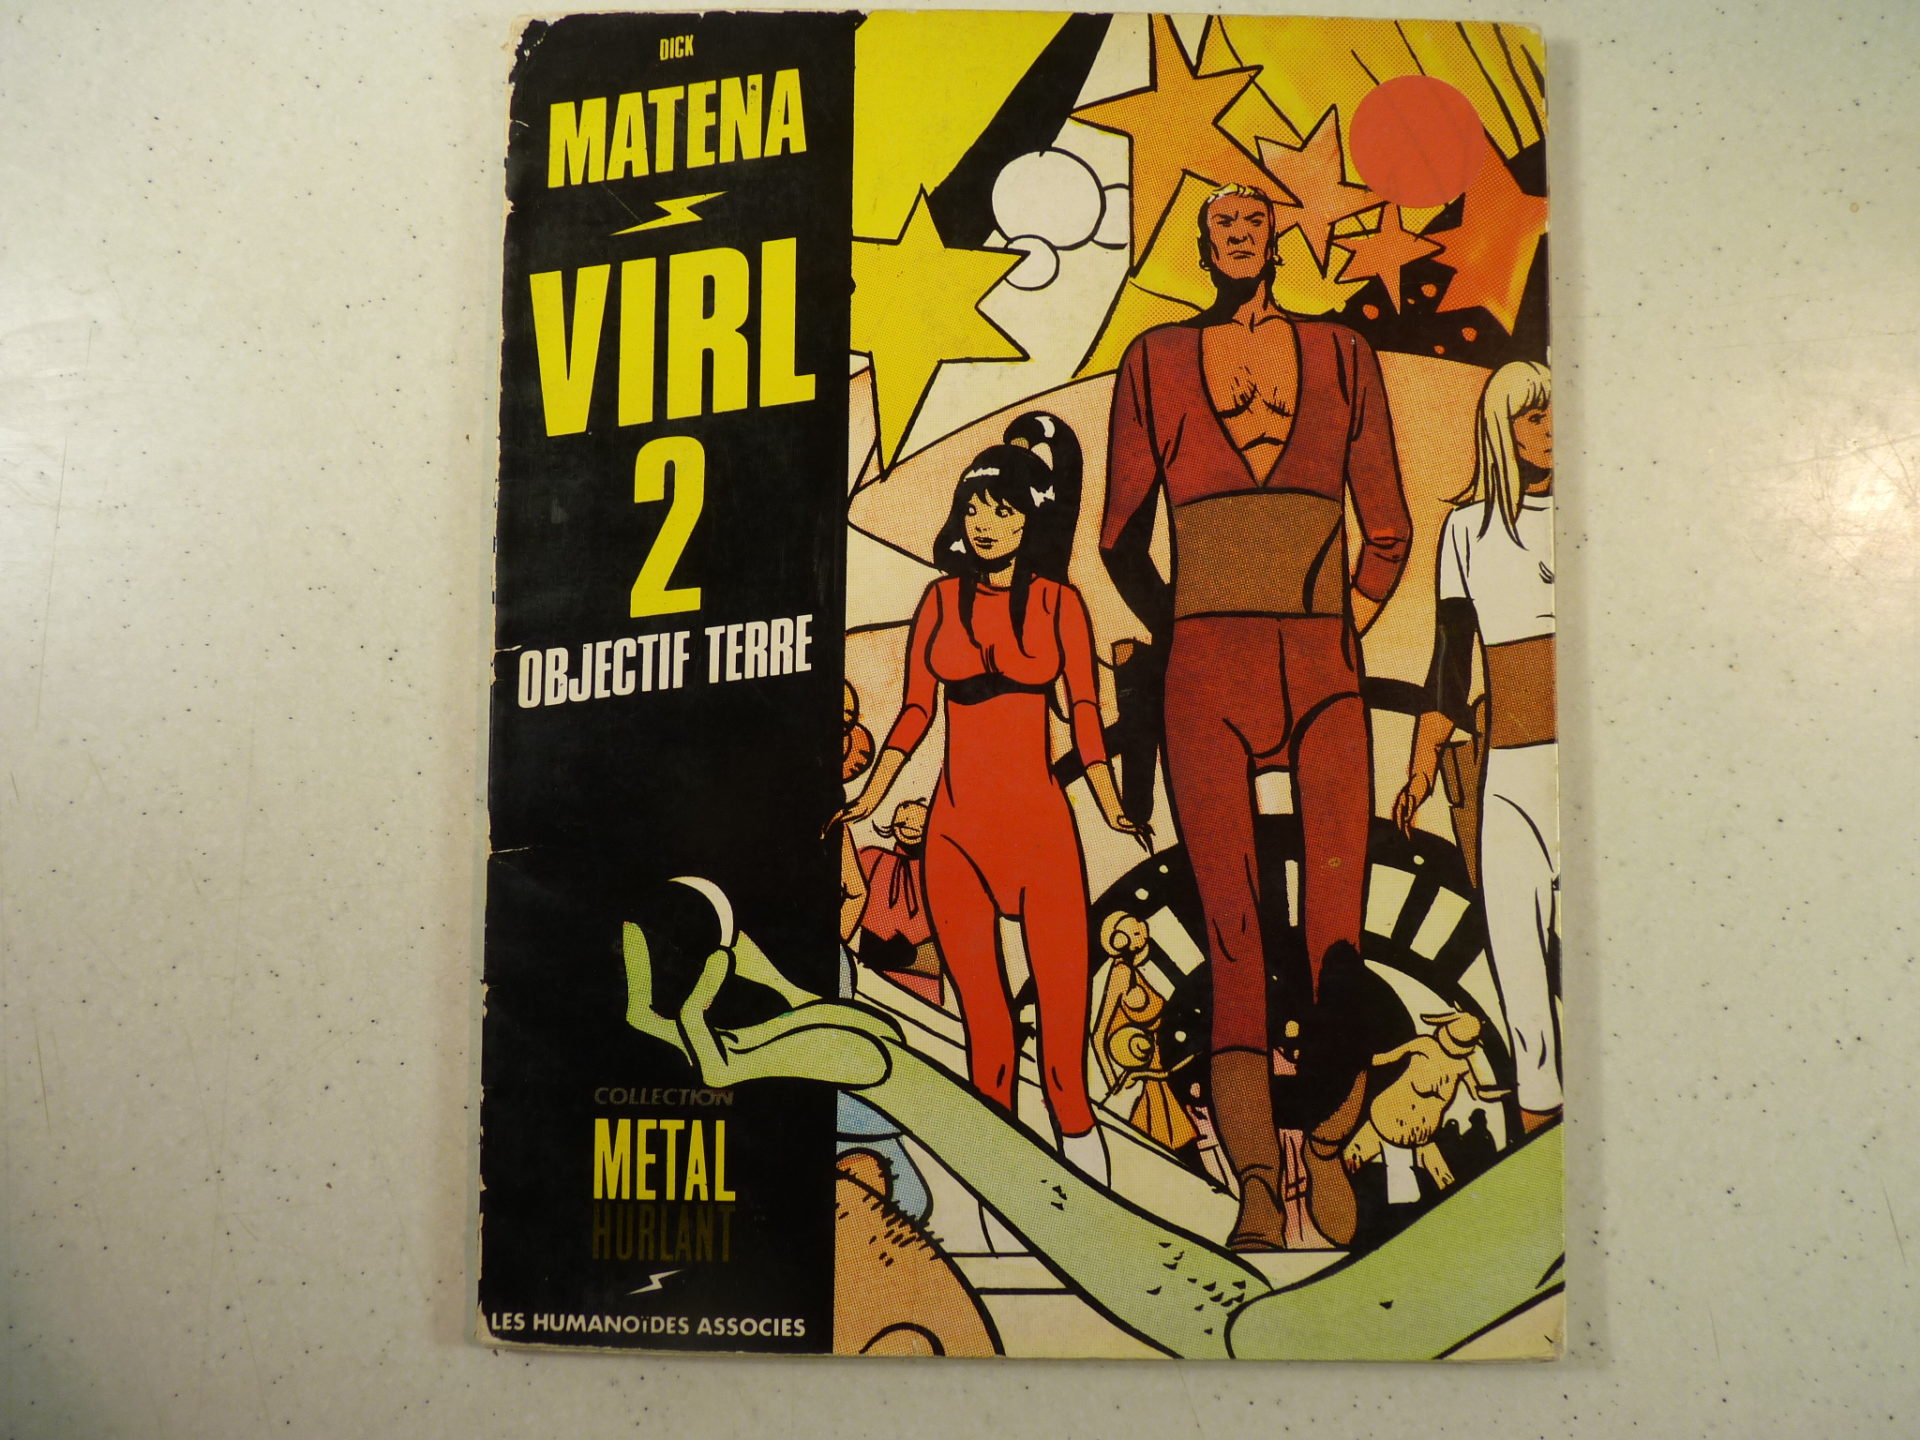 DICK
MATENA
VIRL
2
OBJECTIF TERRE
COLLECTION
METAL
HURLANT
LES HUMANOïDES ASSOCIES